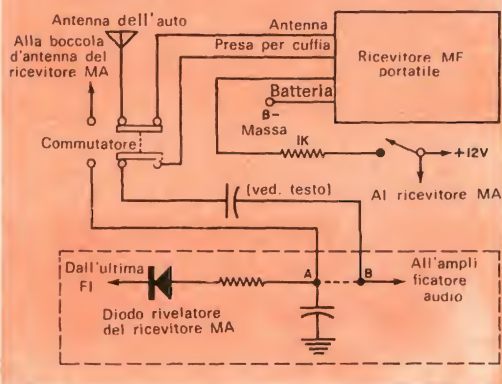 Antenna dell'auto
Alla boccola
d'antenna del
ricevitore MA
Antenna
Presa per cuffia
Ricevitore MF
portatile
Batteria
B-
Massa
Commutatore
1K
+12V
Al ricevitore MA
(ved. testo)
Dall'ultima
FI
A
B
All'ampli
ficatore
audio
Diodo rivelatore
del ricevitore MA